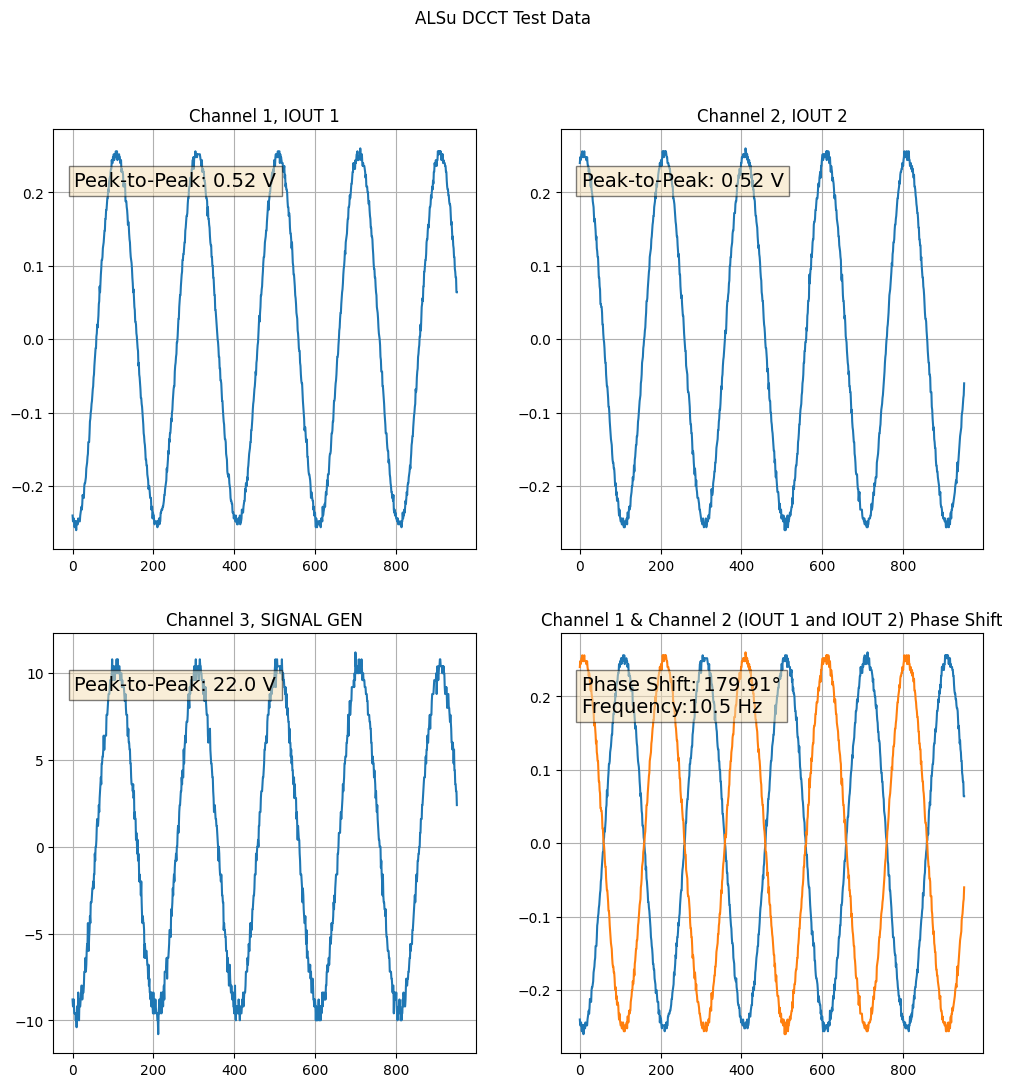 ALSu DCCT Test Data
Channel 1, IOUT 1
Peak-to-Peak: 0.52 V
0.2
0.1
0.0
−0.1
−0.2
0 200 400 600 800
Channel 2, IOUT 2
Peak-to-Peak: 0.52 V
0.2
0.1
0.0
−0.1
−0.2
0 200 400 600 800
Channel 3, SIGNAL GEN
Peak-to-Peak: 22.0 V
10
5
0
−5
−10
0 200 400 600 800
Channel 1 & Channel 2 (IOUT 1 and IOUT 2) Phase Shift
Phase Shift: 179.91°
Frequency:10.5 Hz
0.2
0.1
0.0
−0.1
−0.2
0 200 400 600 800